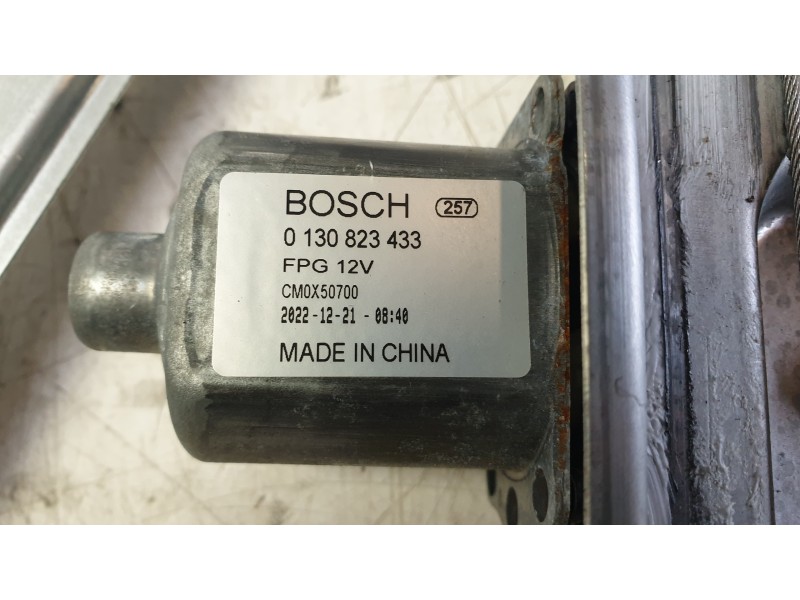 BOSCH 257
0 130 823 433
FPG 12V
CM0X50700
2022-12-21 - 08:40
MADE IN CHINA